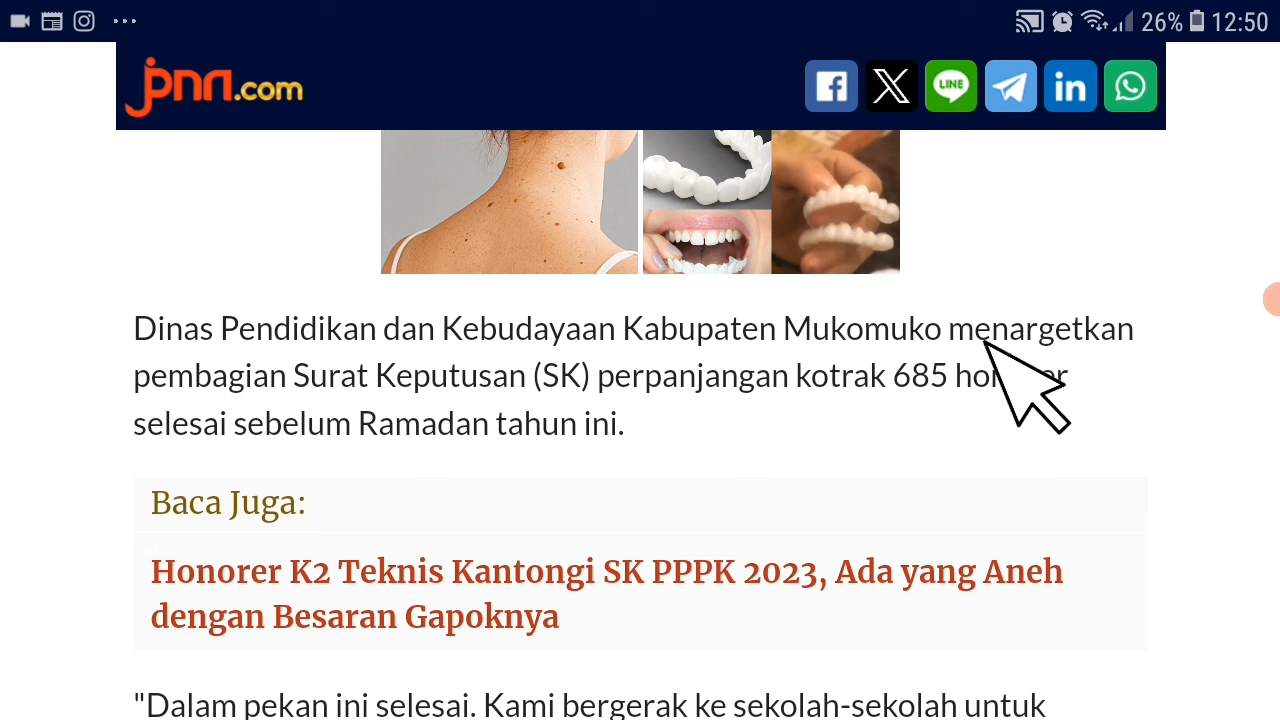 26% 12:50
jpnn.com
LINE
Dinas Pendidikan dan Kebudayaan Kabupaten Mukomuko menargetkan
pembagian Surat Keputusan (SK) perpanjangan kotrak 685
selesai sebelum Ramadan tahun ini.
Baca Juga:
Honorer K2 Teknis Kantongi SK PPPK 2023, Ada yang Aneh
dengan Besaran Gapoknya
"Dalam pekan ini selesai. Kami bergerak ke sekolah-sekolah untuk